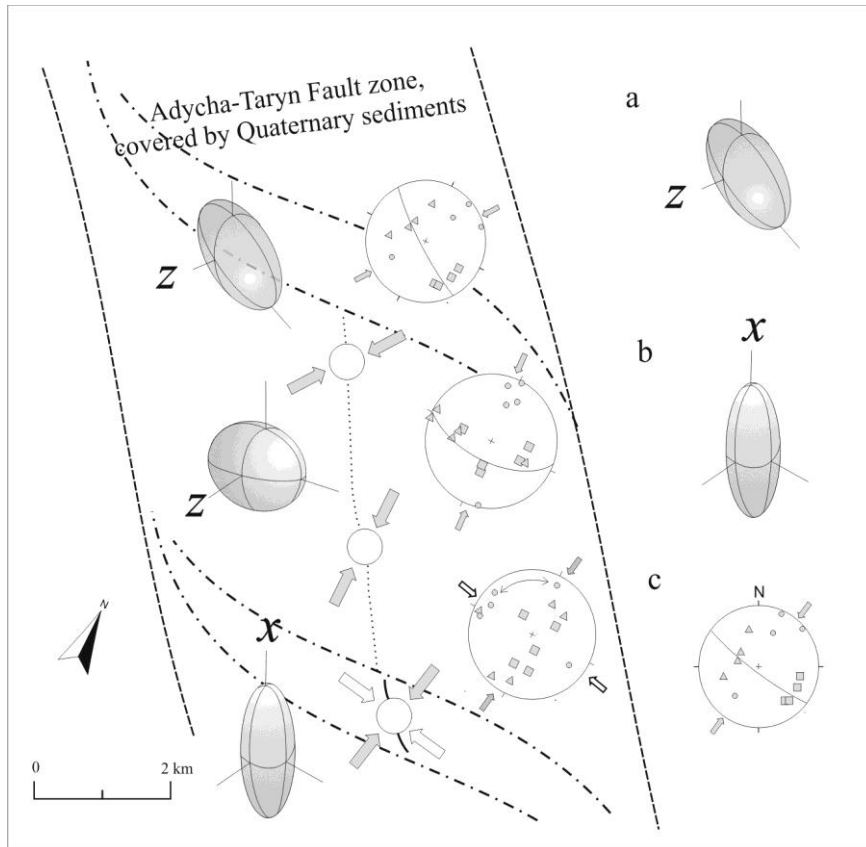 Adycha-Taryn Fault zone,
covered by Quaternary sediments
a
z
z
x
b
z
c
N
N
x
0
2 km